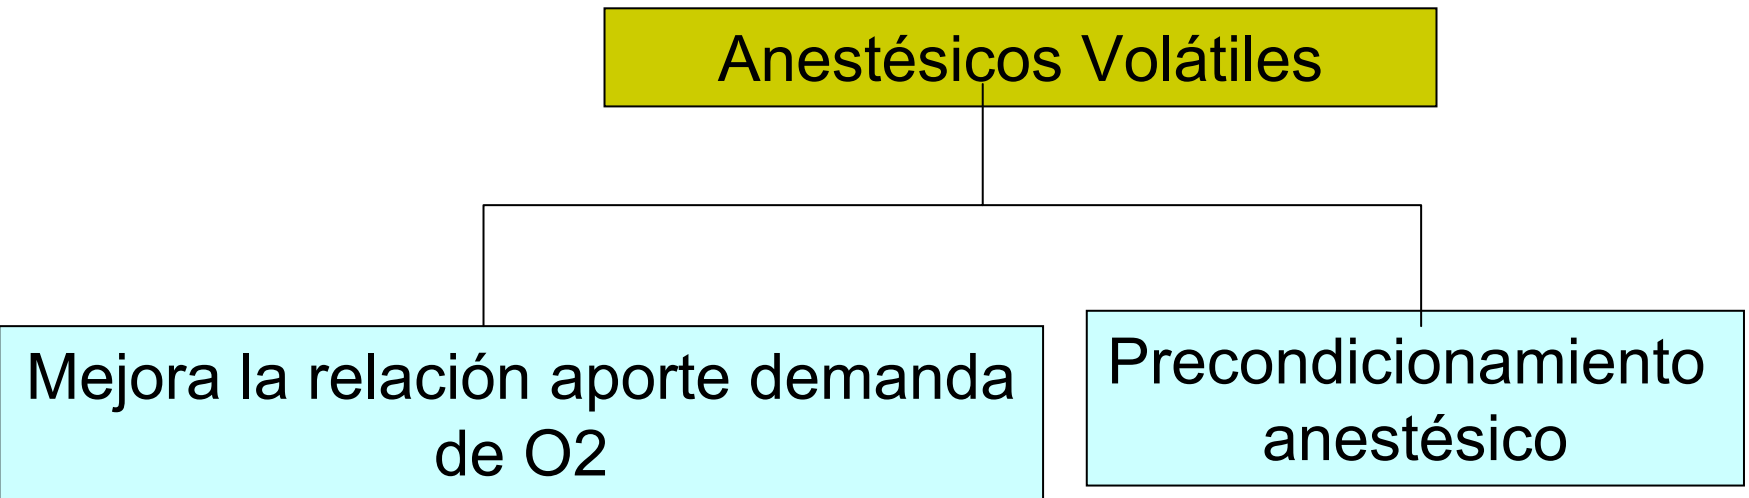 Anestésicos Volátiles
Mejora la relación aporte demanda
de O2
Precondicionamiento
anestésico